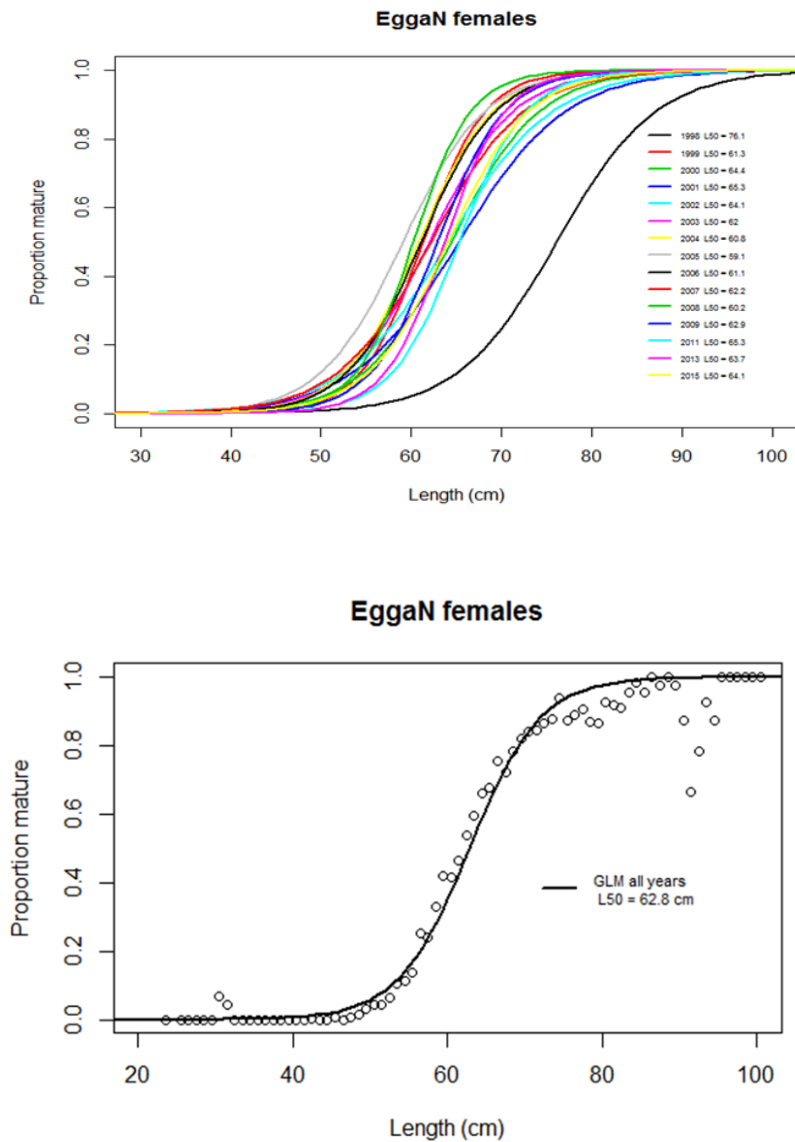 EggaN females
Proportion mature
1.0
0.8
0.6
0.4
0.2
0.0
1998 L50 = 76.1
1999 L50 = 61.3
2000 L50 = 64.4
2001 L50 = 65.3
2002 L50 = 64.1
2003 L50 = 62
2004 L50 = 60.8
2005 L50 = 59.1
2006 L50 = 61.1
2007 L50 = 62.2
2008 L50 = 60.2
2009 L50 = 62.9
2011 L50 = 65.3
2013 L50 = 63.7
2015 L50 = 64.1
30 40 50 60 70 80 90 100
Length (cm)
EggaN females
Proportion mature
1.0
0.8
0.6
0.4
0.2
0.0
GLM all years
L50 = 62.8 cm
20 40 60 80 100
Length (cm)